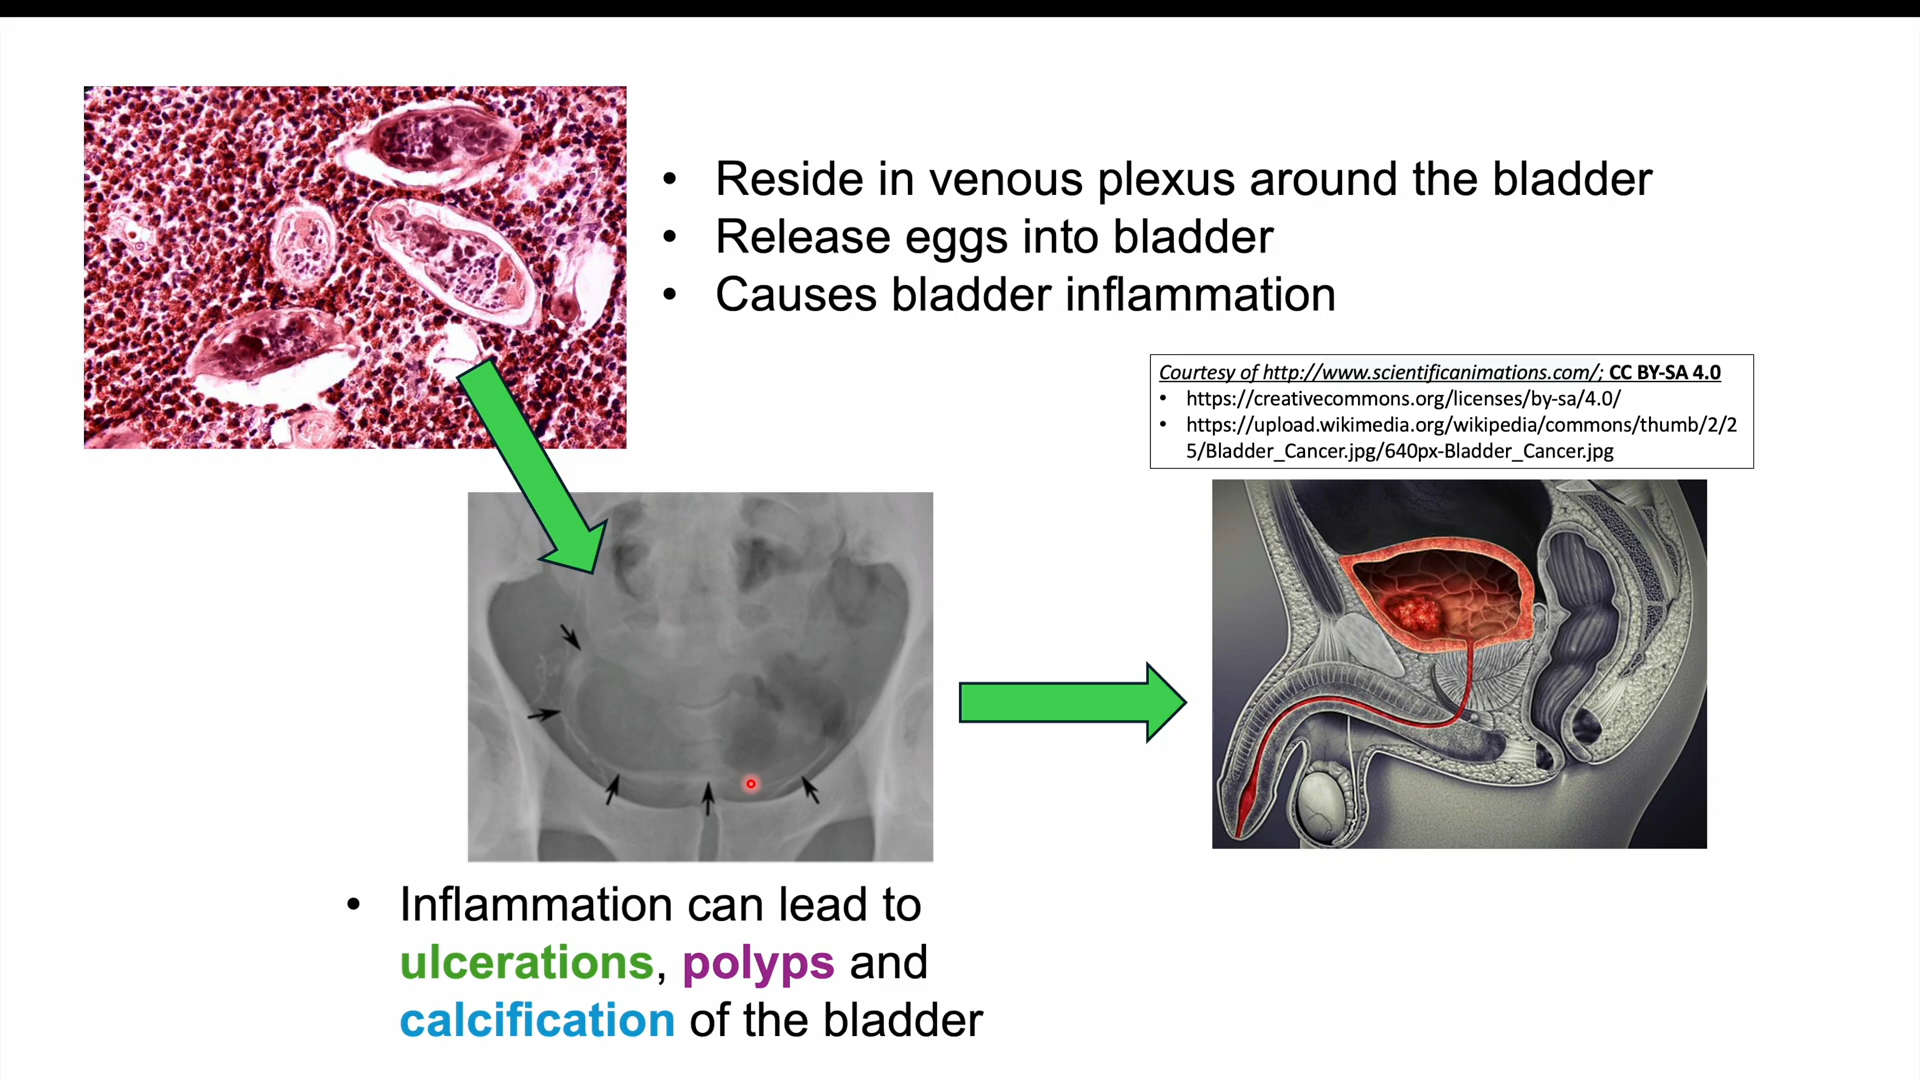 • Reside in venous plexus around the bladder
• Release eggs into bladder
• Causes bladder inflammation
Courtesy of http://www.scientificanimations.com/; CC BY-SA 4.0
• https://creativecommons.org/licenses/by-sa/4.0/
• https://upload.wikimedia.org/wikipedia/commons/thumb/2/2
5/Bladder_Cancer.jpg/640px-Bladder_Cancer.jpg
• Inflammation can lead to
ulcerations, polyps and
calcification of the bladder